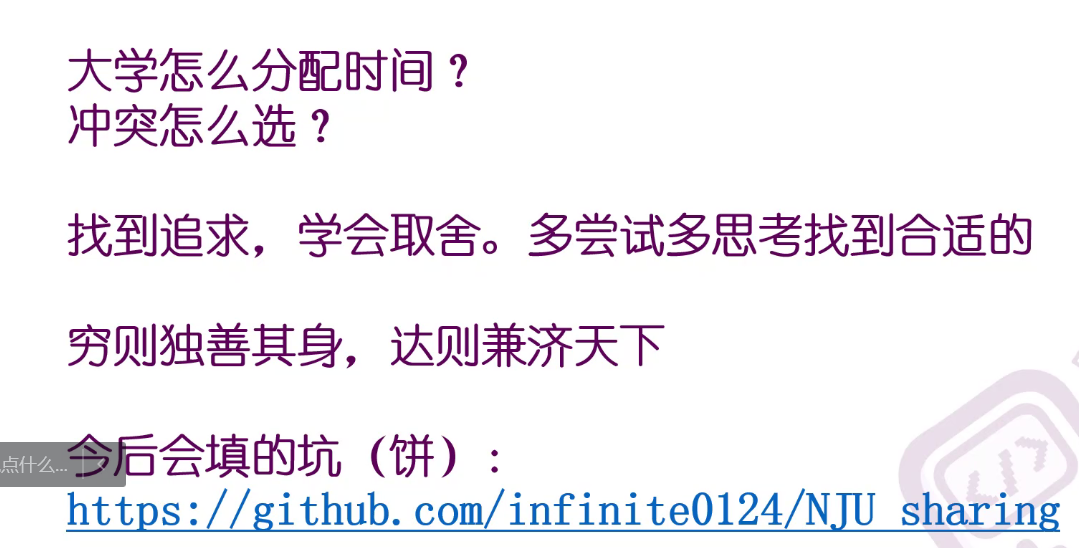 大学怎么分配时间？
冲突怎么选？
找到追求，学会取舍。多尝试多思考找到合适的
穷则独善其身，达则兼济天下
今后会填的坑（饼）:
点什么...
https://github.com/infinite0124/NJU_sharing